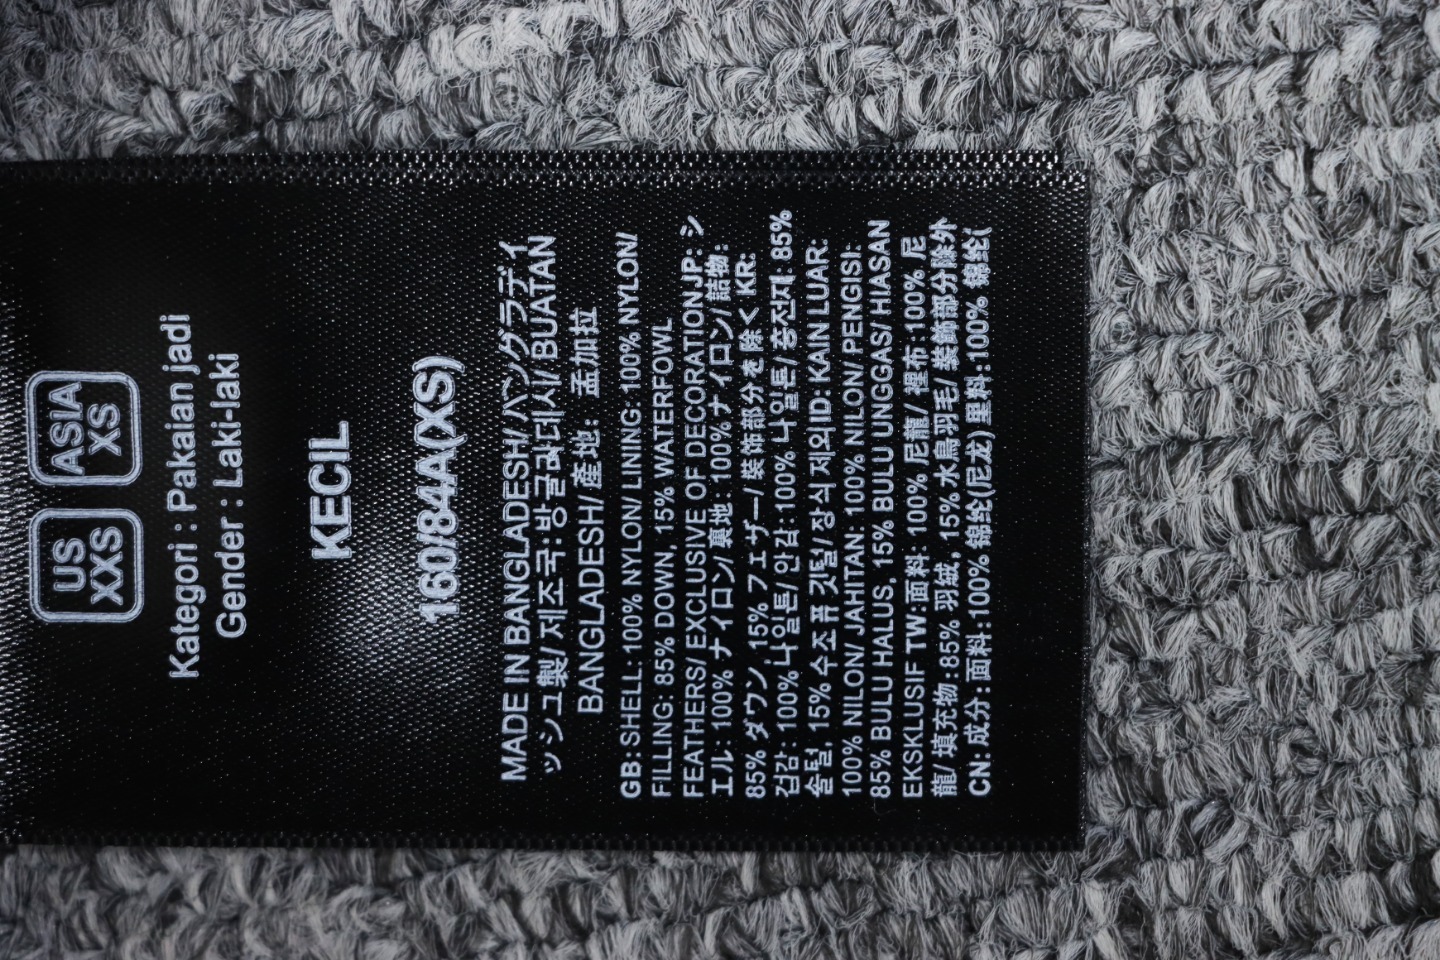 US
XXS
ASIA
XS
Kategori : Pakaian jadi
Gender : Laki-laki
KECIL
160/84A(XS)
MADE IN BANGLADESH/ バングラデイ
ッシュ製/ 제조국:방글라데시/ BUATAN
BANGLADESH/ 產地: 孟加拉
GB: SHELL: 100% NYLON/ LINING: 100% NYLON/
FILLING: 85% DOWN, 15% WATERFOWL
FEATHERS/ EXCLUSIVE OF DECORATIONJP: シ
エル: 100% ナイロン/ 裏地: 100% ナイロン/ 詰物:
85% ダウン, 15% フェザー/ 装飾部分を除く KR:
겉감: 100% 나일론/ 안감:100% 나일론/ 충전재: 85%
솜털, 15% 수조류 깃털/ 장식 제외ID: KAIN LUAR:
100% NILON/ JAHITAN: 100% NILON/ PENGISI:
85% BULU HALUS, 15% BULU UNGGAS/ HIASAN
EKSKLUSIF TW:面料: 100% 尼龍/ 裡布:100% 尼
龍/ 填充物:85% 羽絨, 15% 水鳥羽毛/ 裝飾部分除外
CN: 成分:面料:100% 锦纶(尼龙) 里料:100% 锦纶(